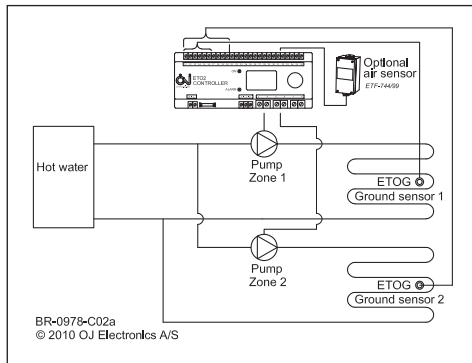 OJ
ETO2
CONTROLLER
ON
ALARM
Optional
air sensor
ETF-744/99
Hot water
Pump
Zone 1
ETOG
Ground sensor 1
Pump
Zone 2
ETOG
Ground sensor 2
BR-0978-C02a
© 2010 OJ Electronics A/S